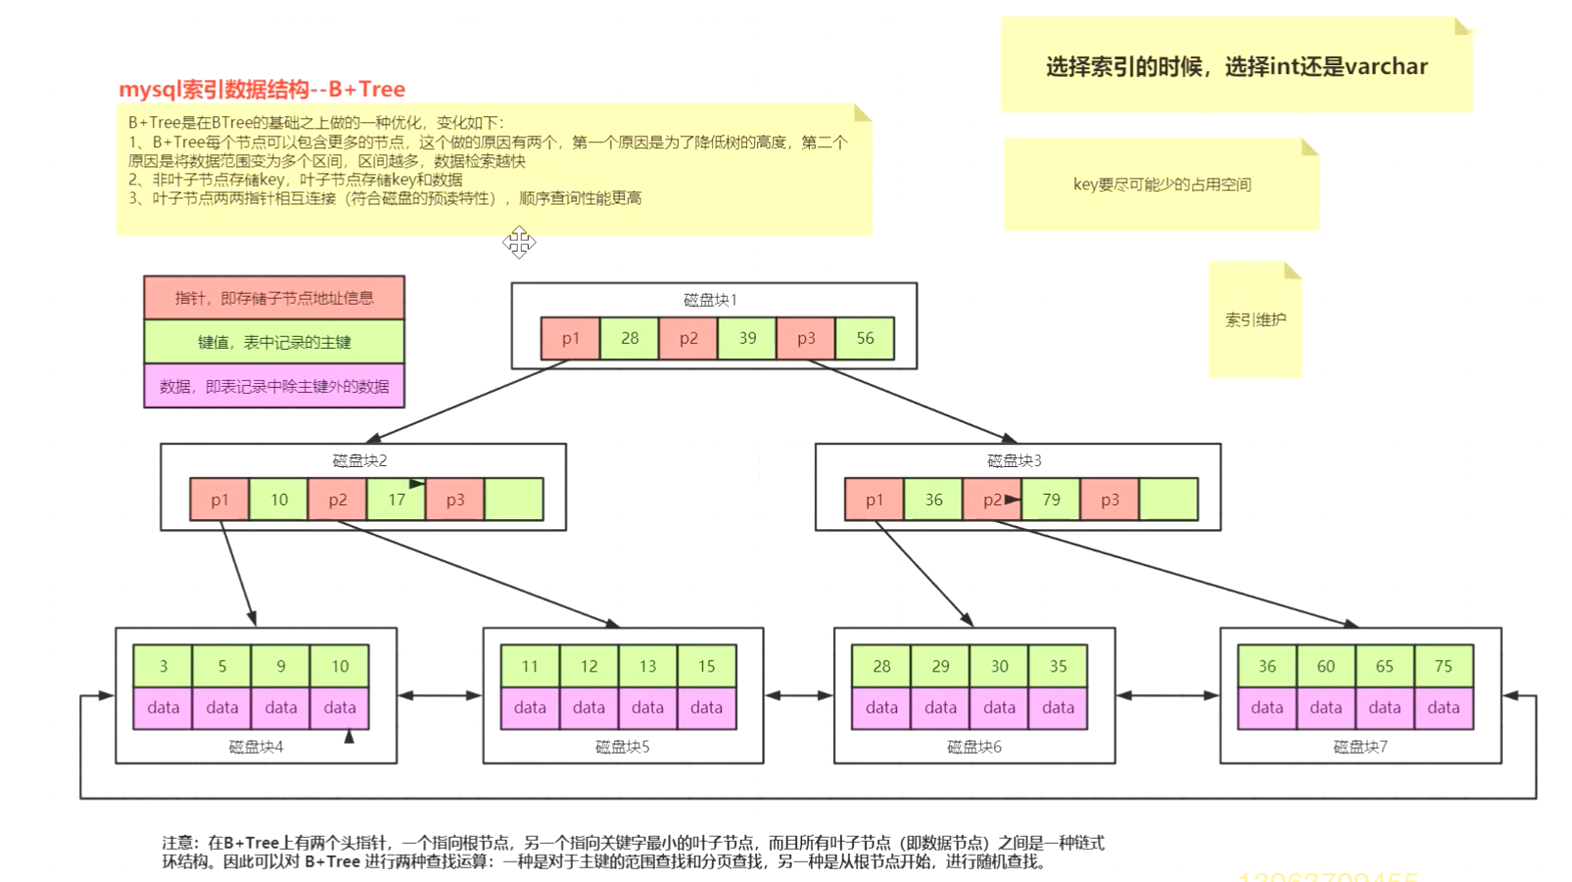 选择索引的时候，选择int还是varchar
mysql索引数据结构--B+Tree
B+Tree是在BTree的基础之上做的一种优化，变化如下：
1、B+Tree每个节点可以包含更多的节点，这个做的原因有两个，第一个原因是为了降低树的高度，第二个
原因是将数据范围变为多个区间，区间越多，数据检索越快
2、非叶子节点存储key，叶子节点存储key和数据
3、叶子节点两两指针相互连接（符合磁盘的预读特性），顺序查询性能更高
key要尽可能少的占用空间
索引维护
指针，即存储子节点地址信息
键值，表中记录的主键
数据，即表记录中除主键外的数据
磁盘块1
p1 28 p2 39 p3 56
磁盘块2
p1 10 p2 17 p3
磁盘块3
p1 36 p2 79 p3
3 5 9 10
data data data data
磁盘块4
11 12 13 15
data data data data
磁盘块5
28 29 30 35
data data data data
磁盘块6
36 60 65 75
data data data data
磁盘块7
注意：在B+Tree上有两个头指针，一个指向根节点，另一个指向关键字最小的叶子节点，而且所有叶子节点（即数据节点）之间是一种链式
环结构。因此可以对 B+Tree 进行两种查找运算：一种是对于主键的范围查找和分页查找，另一种是从根节点开始，进行随机查找。